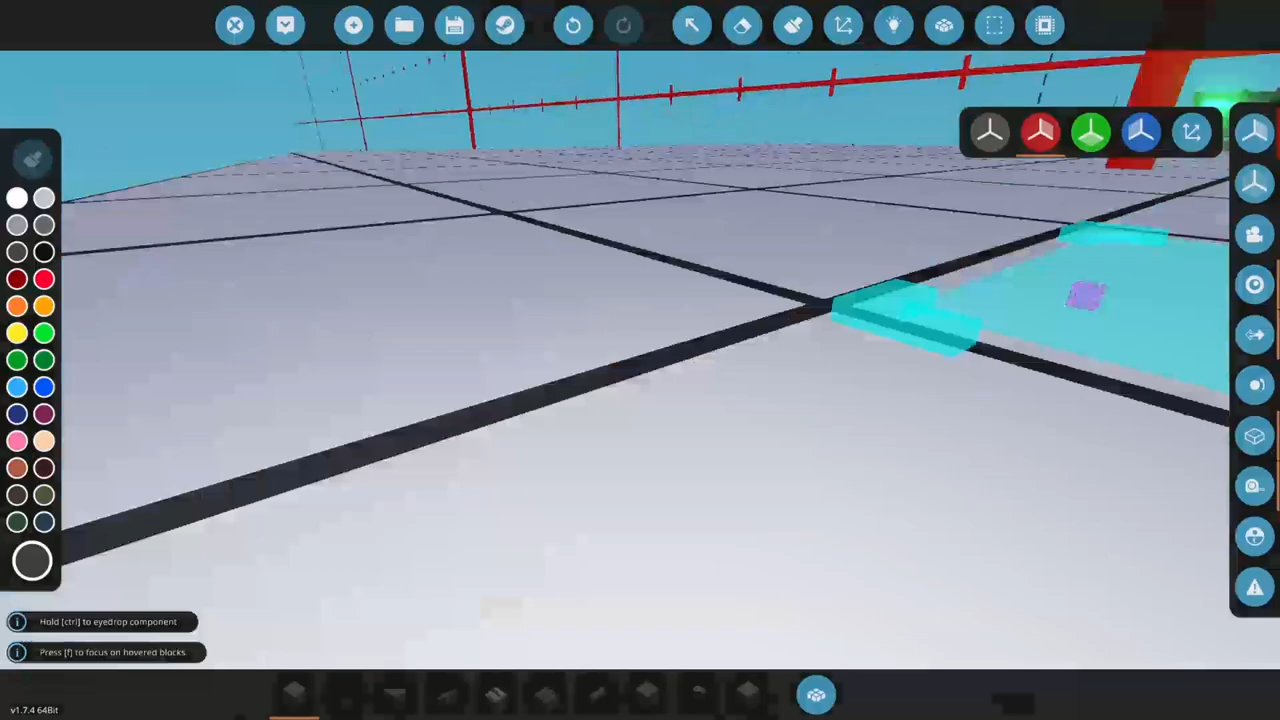 Hold [ctrl] to eyedrop component
Press [f] to focus on hovered blocks
v1.7.4 64Bit